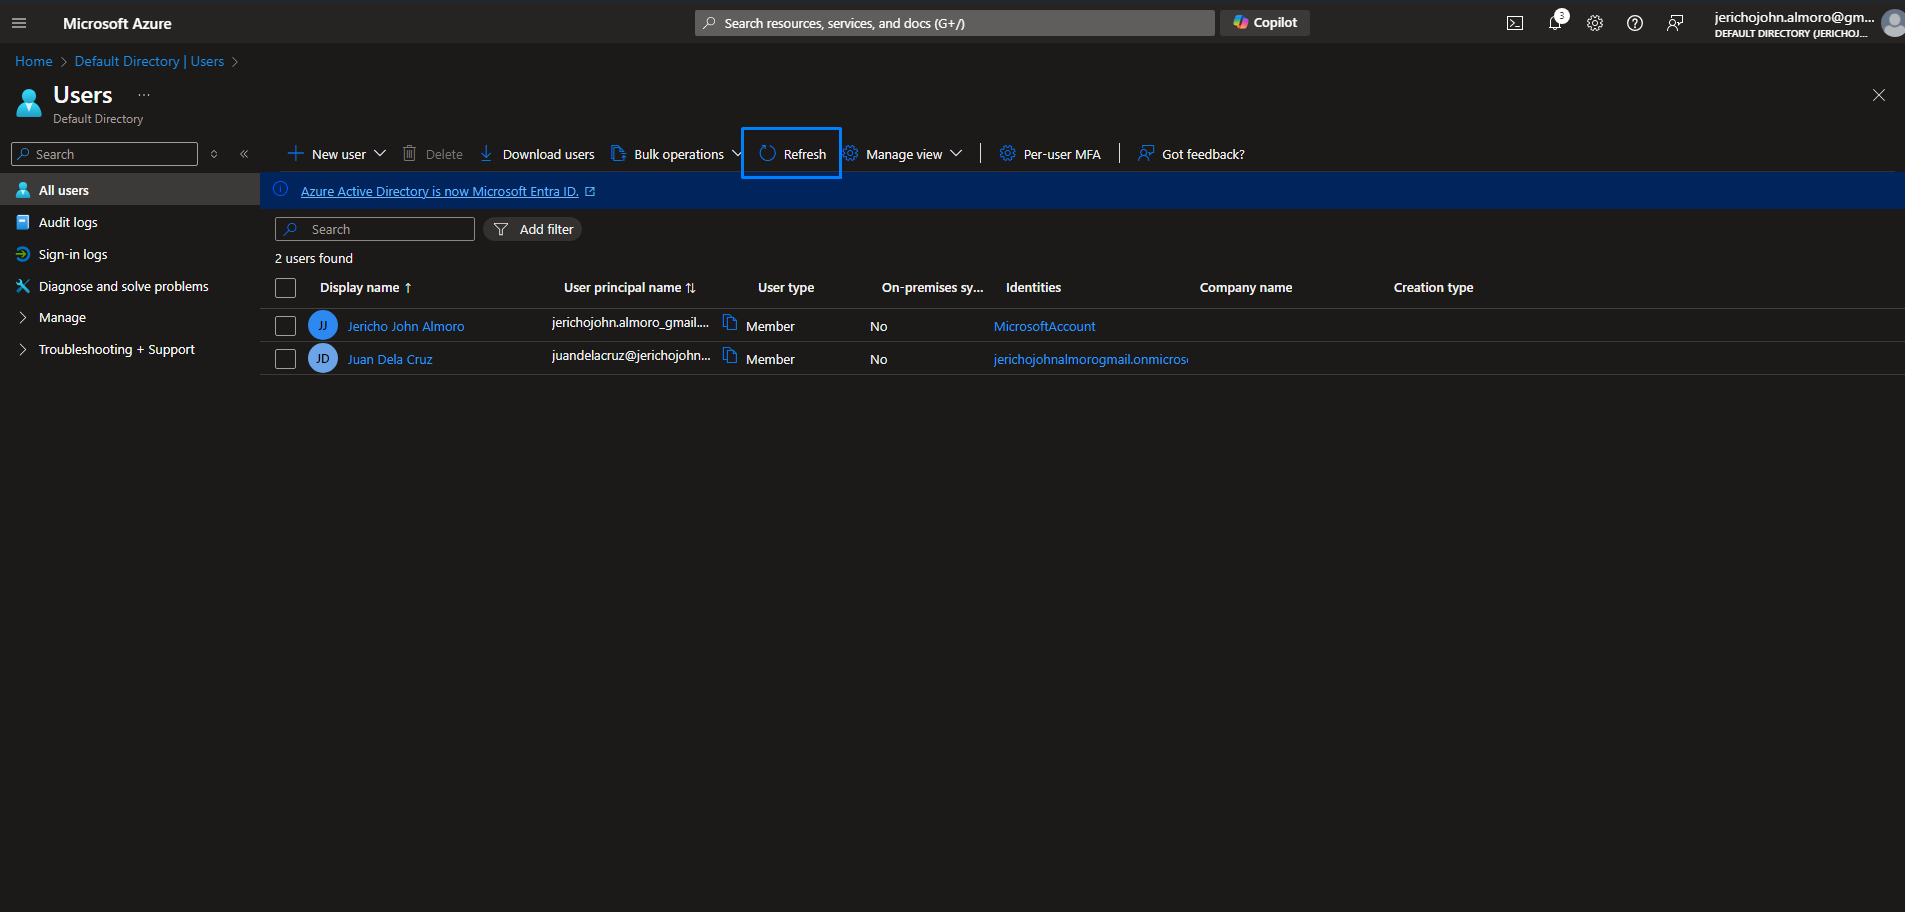 Microsoft Azure
Search resources, services, and docs (G+/)
Copilot
3
jerichojohn.almoro@gm...
DEFAULT DIRECTORY (JERICHOJ...
Home > Default Directory | Users >
Users ...
Default Directory
Search
New user
Delete
Download users
Bulk operations
Refresh
Manage view
Per-user MFA
Got feedback?
All users
Audit logs
Sign-in logs
Diagnose and solve problems
Manage
Troubleshooting + Support
Azure Active Directory is now Microsoft Entra ID.
Search
Add filter
2 users found
Display name ↑ User principal name ↑↓ User type On-premises sy... Identities Company name Creation type
JJ Jericho John Almoro jerichojohn.almoro_gmail.... Member No MicrosoftAccount
JD Juan Dela Cruz juandelacruz@jerichojohn... Member No jerichojohnalmorogmail.onmicros